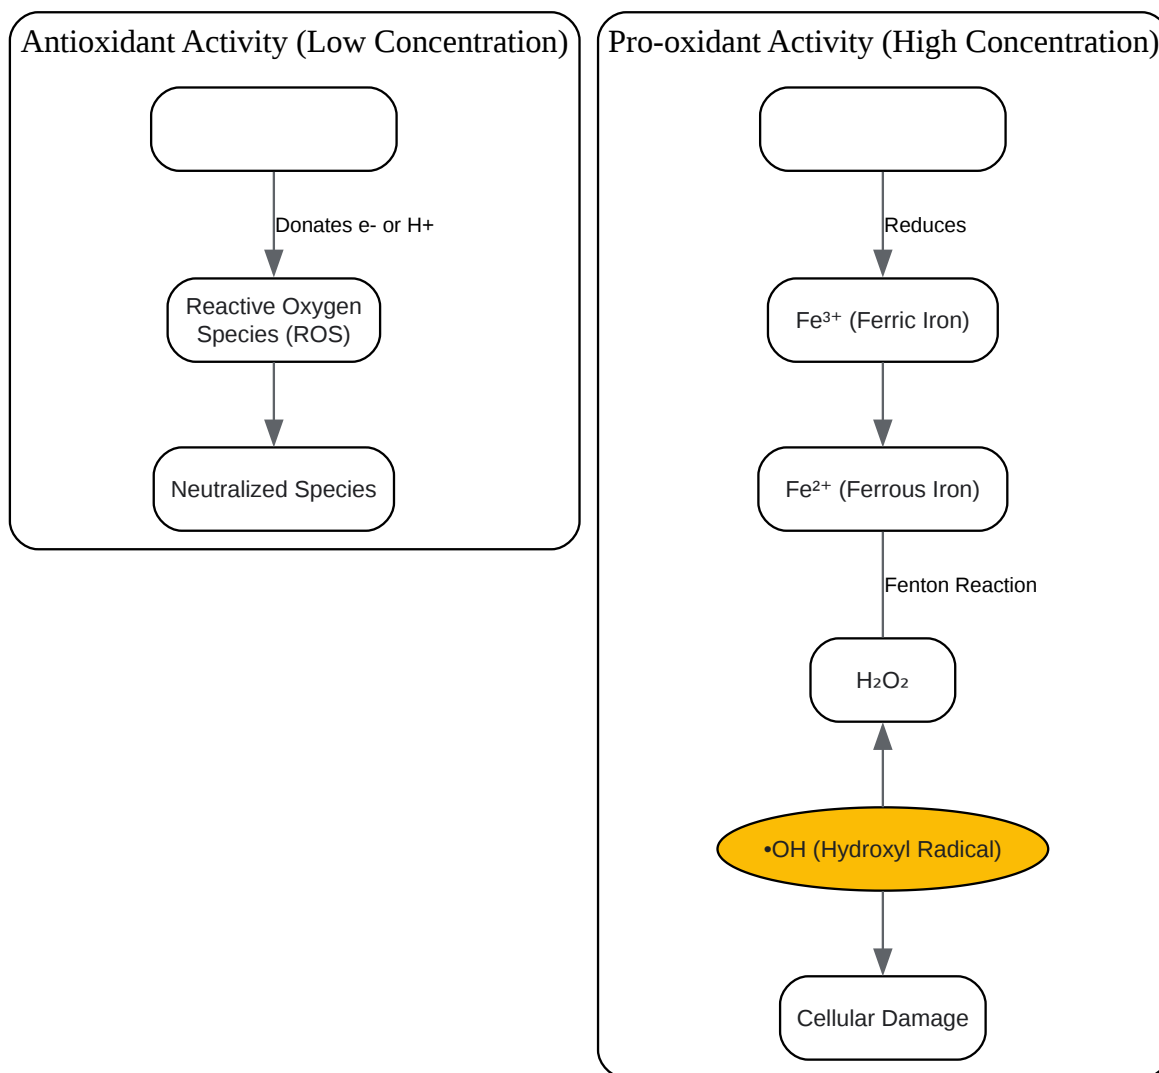 Antioxidant Activity (Low Concentration)
Donates e- or H+
Reactive Oxygen
Species (ROS)
Neutralized Species
Pro-oxidant Activity (High Concentration)
Reduces
Fe³⁺ (Ferric Iron)
Fe²⁺ (Ferrous Iron)
Fenton Reaction
H₂O₂
•OH (Hydroxyl Radical)
Cellular Damage